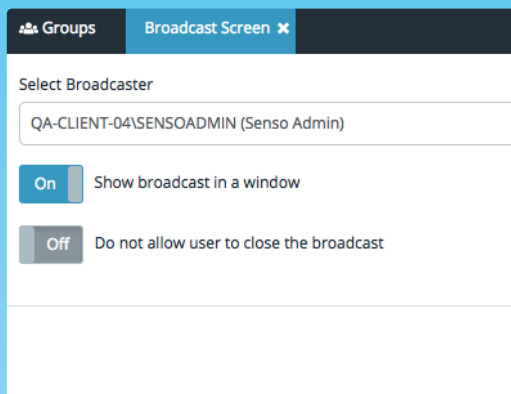 Groups
Broadcast Screen ×
Select Broadcaster
QA-CLIENT-04\SENSOADMIN (Senso Admin)
On Show broadcast in a window
Off Do not allow user to close the broadcast